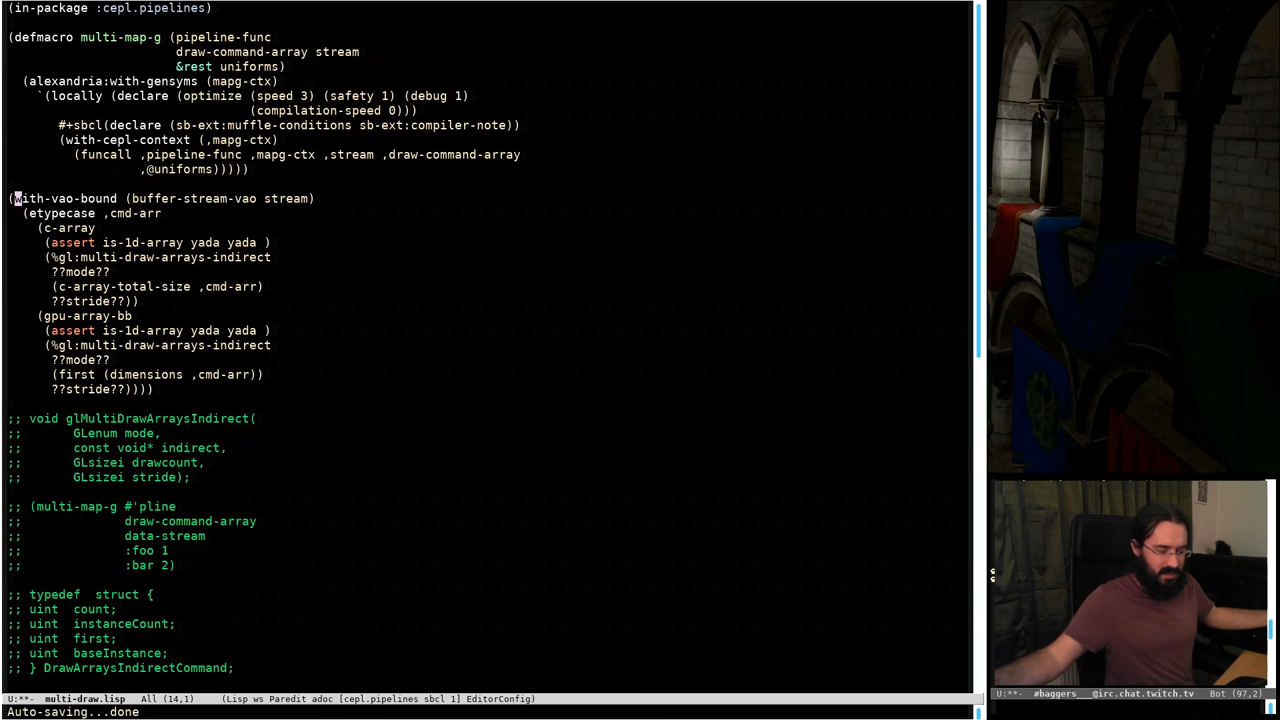 (in-package :cepl.pipelines)
(defmacro multi-map-g (pipeline-func
draw-command-array stream
&rest uniforms)
(alexandria:with-gensyms (mapg-ctx)
`(locally (declare (optimize (speed 3) (safety 1) (debug 1)
(compilation-speed 0)))
#+sbcl(declare (sb-ext:muffle-conditions sb-ext:compiler-note))
(with-cepl-context (,mapg-ctx)
(funcall ,pipeline-func ,mapg-ctx ,stream ,draw-command-array
,@uniforms)))))
(with-vao-bound (buffer-stream-vao stream)
(etypecase ,cmd-arr
(c-array
(assert is-1d-array yada yada )
(%gl:multi-draw-arrays-indirect
??mode??
(c-array-total-size ,cmd-arr)
??stride??))
(gpu-array-bb
(assert is-1d-array yada yada )
(%gl:multi-draw-arrays-indirect
??mode??
(first (dimensions ,cmd-arr))
??stride??))))
;; void glMultiDrawArraysIndirect(
;; GLenum mode,
;; const void* indirect,
;; GLsizei drawcount,
;; GLsizei stride);
;; (multi-map-g #'pline
;; draw-command-array
;; data-stream
;; :foo 1
;; :bar 2)
;; typedef struct {
;; uint count;
;; uint instanceCount;
;; uint first;
;; uint baseInstance;
;; } DrawArraysIndirectCommand;
U:**- multi-draw.lisp All (14,1) (Lisp ws Paredit adoc [cepl.pipelines sbcl 1] EditorConfig)
Auto-saving...done
U:**- #baggers___@irc.chat.twitch.tv Bot (97,2)